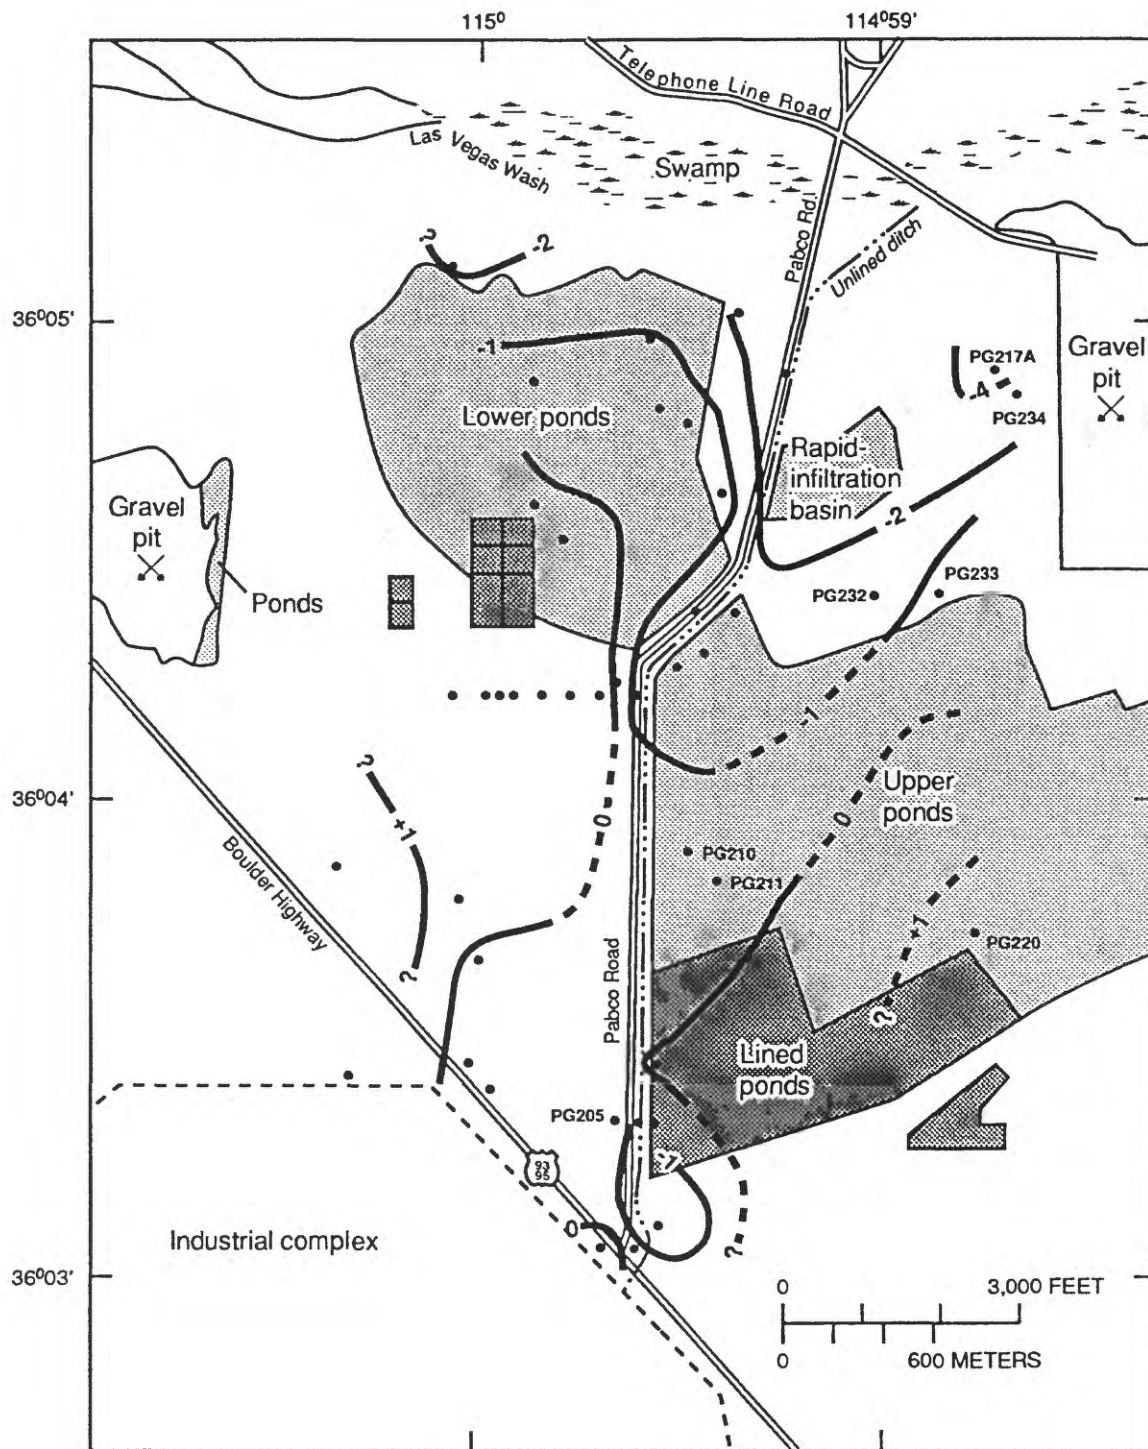 115°
114°59'
Telephone Line Road
Las Vegas Wash
Swamp
Pabco Rd.
Unlined ditch
?
-2
36°05'
-1
PG217A
-4
PG234
Gravel
pit
Lower ponds
Rapid-
infiltration
basin
-2
Gravel
pit
Ponds
PG232
PG233
-1
?
+1
?
36°04'
0
Upper
ponds
0
PG210
PG211
+1
PG220
?
Boulder Highway
Pabco Road
Lined
ponds
PG205
-1
93
95
?
0
Industrial complex
36°03'
0
3,000 FEET
0
600 METERS